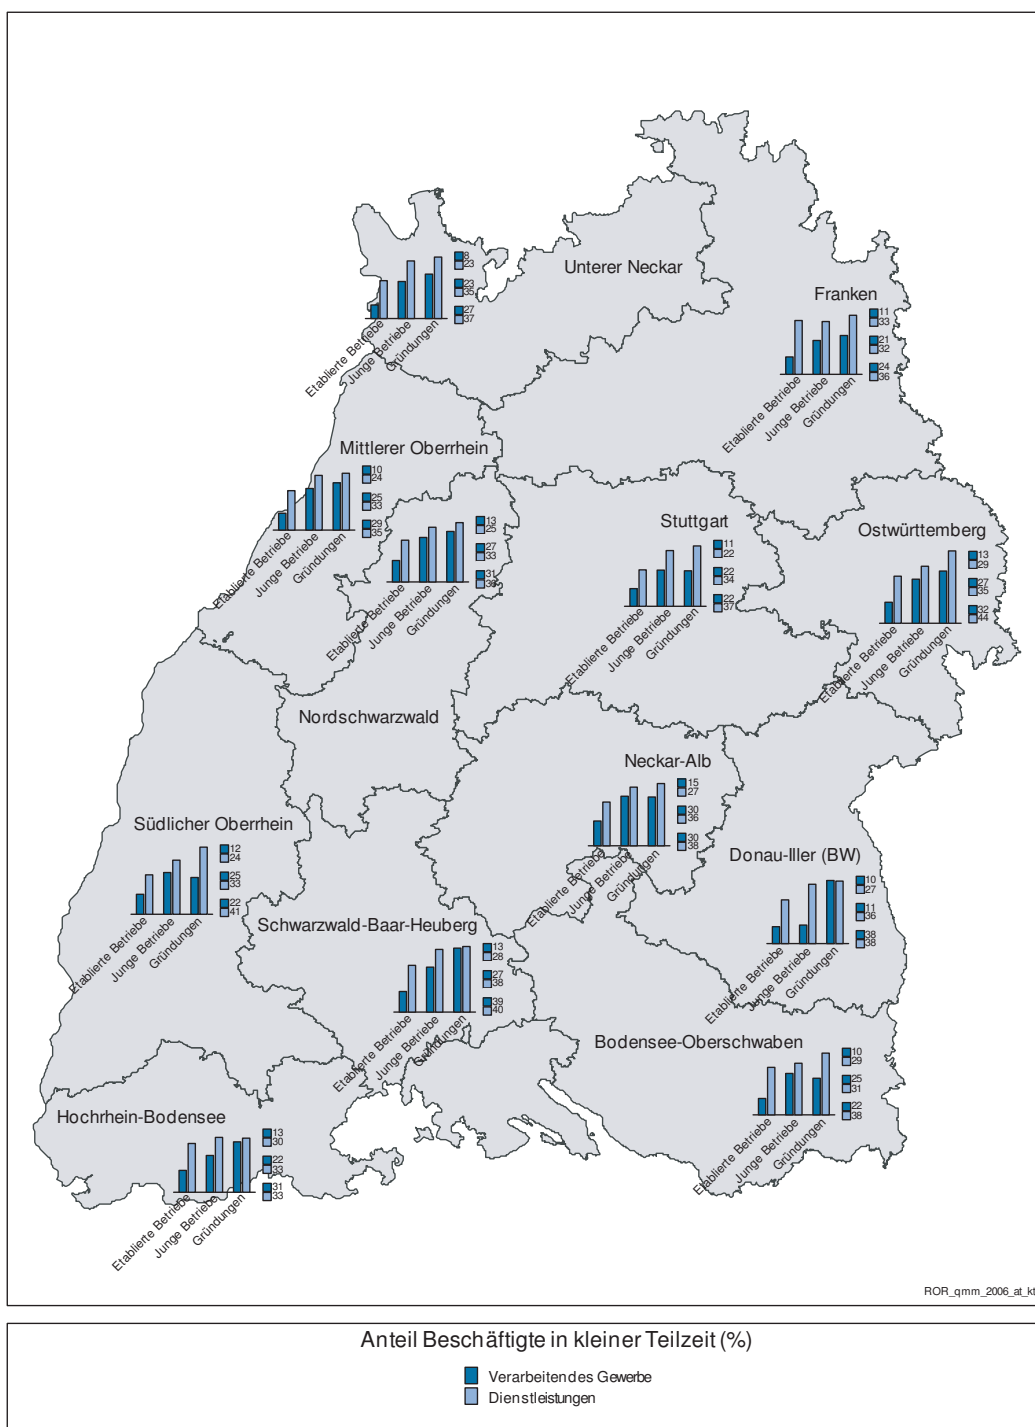 Unterer Neckar
8
23
23
35
27
37
Etablierte Betriebe
Junge Betriebe
Gründungen
Franken
11
33
21
32
24
36
Etablierte Betriebe
Junge Betriebe
Gründungen
Mittlerer Oberrhein
10
24
25
33
29
35
Etablierte Betriebe
Junge Betriebe
Gründungen
13
25
27
33
31
Etablierte Betriebe
Junge Betriebe
Gründungen
Nordschwarzwald
Stuttgart
11
22
22
34
22
37
Etablierte Betriebe
Junge Betriebe
Gründungen
Ostwürttemberg
13
29
27
35
32
44
Etablierte Betriebe
Junge Betriebe
Gründungen
Neckar-Alb
15
27
30
36
30
38
Etablierte Betriebe
Junge Betriebe
Gründungen
Südlicher Oberrhein
12
24
25
33
22
41
Etablierte Betriebe
Junge Betriebe
Gründungen
Donau-Iller (BW)
10
27
11
36
38
38
Etablierte Betriebe
Junge Betriebe
Gründungen
Schwarzwald-Baar-Heuberg
13
28
27
38
39
40
Etablierte Betriebe
Junge Betriebe
Gründungen
Bodensee-Oberschwaben
10
29
25
31
22
38
Etablierte Betriebe
Junge Betriebe
Gründungen
Hochrhein-Bodensee
13
30
22
33
31
33
Etablierte Betriebe
Junge Betriebe
Gründungen
Anteil Beschäftigte in kleiner Teilzeit (%)
Verarbeitendes Gewerbe
Dienstleistungen